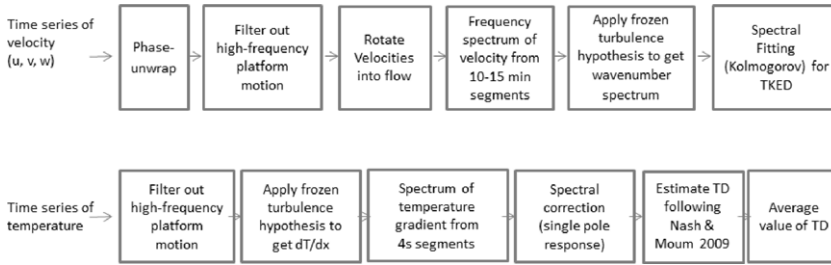 Time series of
velocity
(u, v, w)
Phase-
unwrap
Filter out
high-frequency
platform
motion
Rotate
Velocities
into flow
Frequency
spectrum of
velocity from
10-15 min
segments
Apply frozen
turbulence
hypothesis to get
wavenumber
spectrum
Spectral
Fitting
(Kolmogorov) for
TKED
Time series of
temperature
Filter out
high-frequency
platform
motion
Apply frozen
turbulence
hypothesis to
get dT/dx
Spectrum of
temperature
gradient from
4s segments
Spectral
correction
(single pole
response)
Estimate TD
following
Nash &
Moum 2009
Average
value of TD